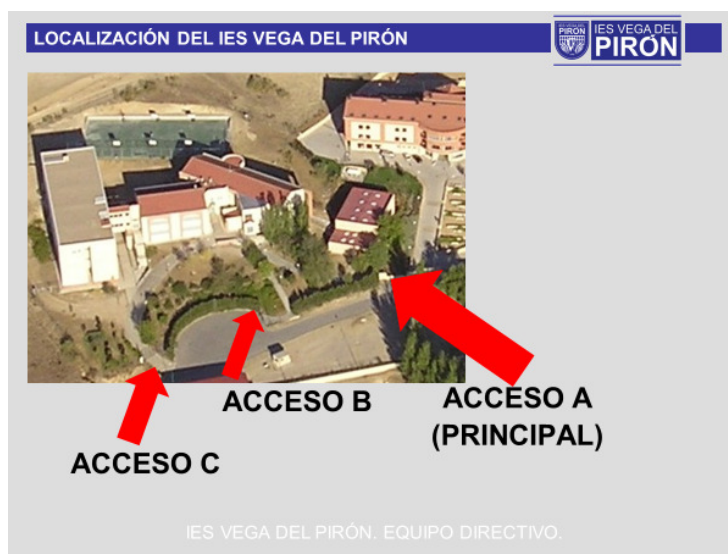 LOCALIZACIÓN DEL IES VEGA DEL PIRÓN
PIRÓN
IES VEGA DEL
PIRÓN
ACCESO B
ACCESO A
(PRINCIPAL)
ACCESO C
IES VEGA DEL PIRÓN. EQUIPO DIRECTIVO.